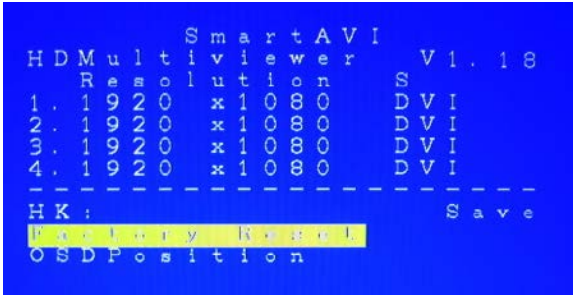 SmartAVI
HDMultiviewer V1.18
Resolution S
1. 1920 x1080 DVI
2. 1920 x1080 DVI
3. 1920 x1080 DVI
4. 1920 x1080 DVI
HK: Save
Factory Reset
OSDPosition